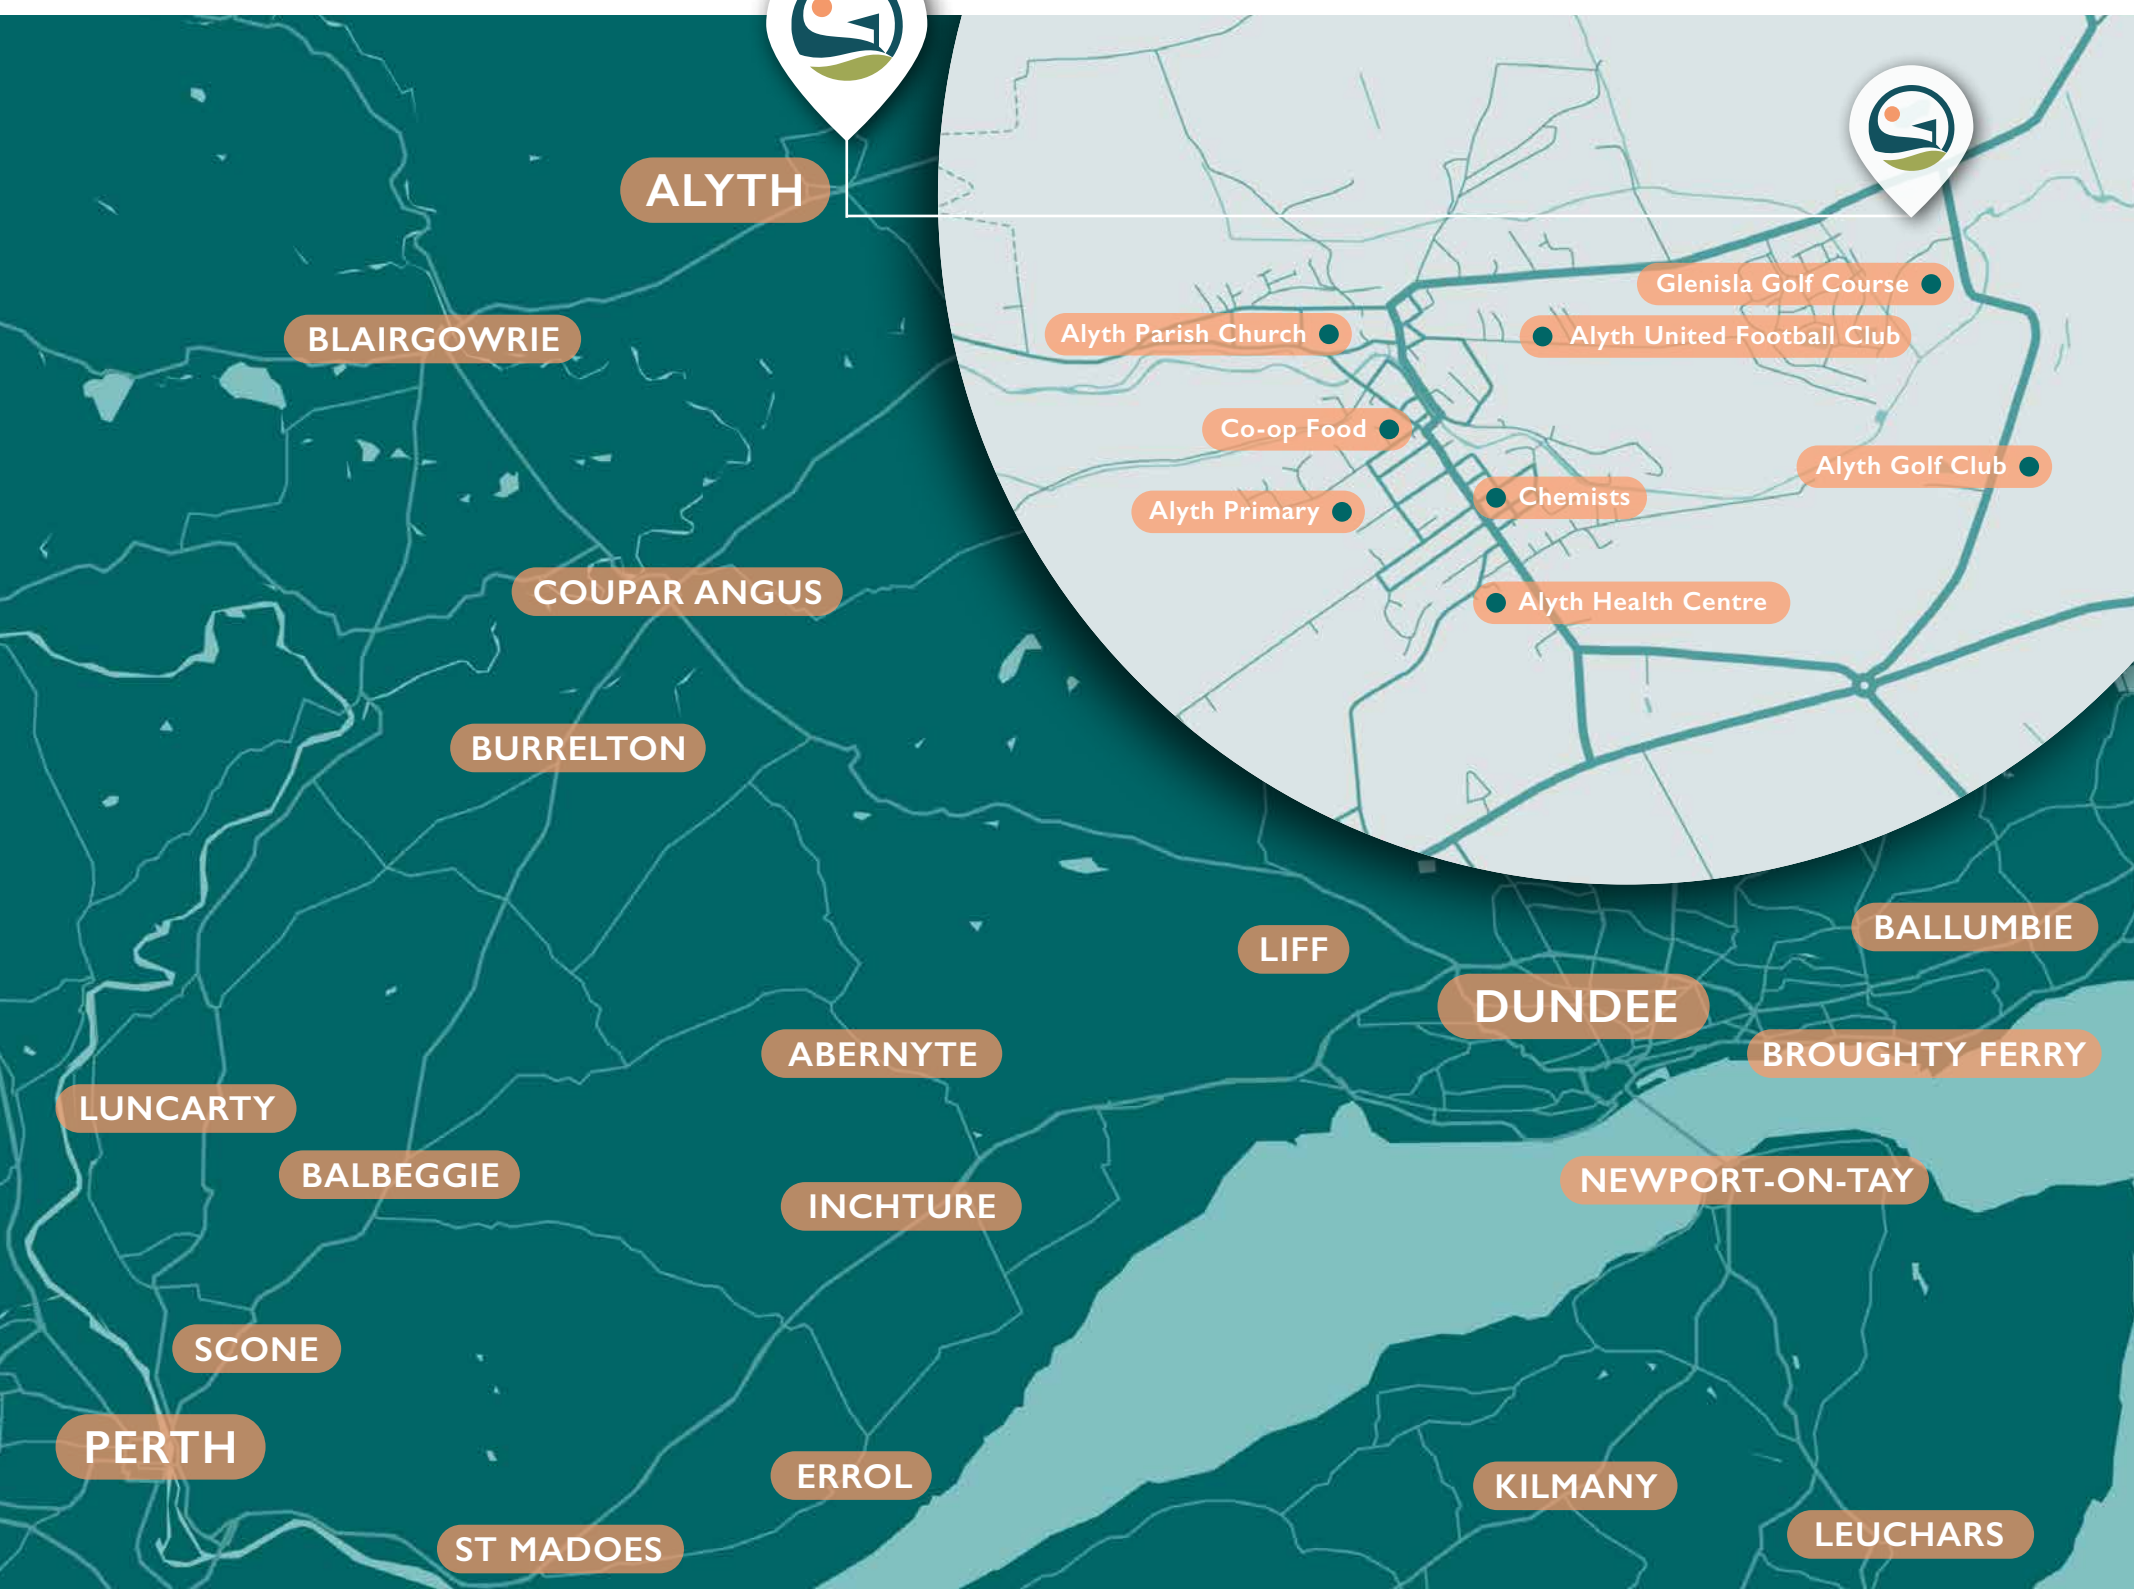 ALYTH
Glenisla Golf Course
Alyth Parish Church
Alyth United Football Club
BLAIRGOWRIE
Co-op Food
Alyth Golf Club
Chemists
Alyth Primary
COUPAR ANGUS
Alyth Health Centre
BURRELTON
BALLUMBIE
LIFF
DUNDEE
ABERNYTE
BROUGHTY FERRY
LUNCARTY
BALBEGGIE
NEWPORT-ON-TAY
INCHTURE
SCONE
PERTH
ERROL
KILMANY
LEUCHARS
ST MADOES